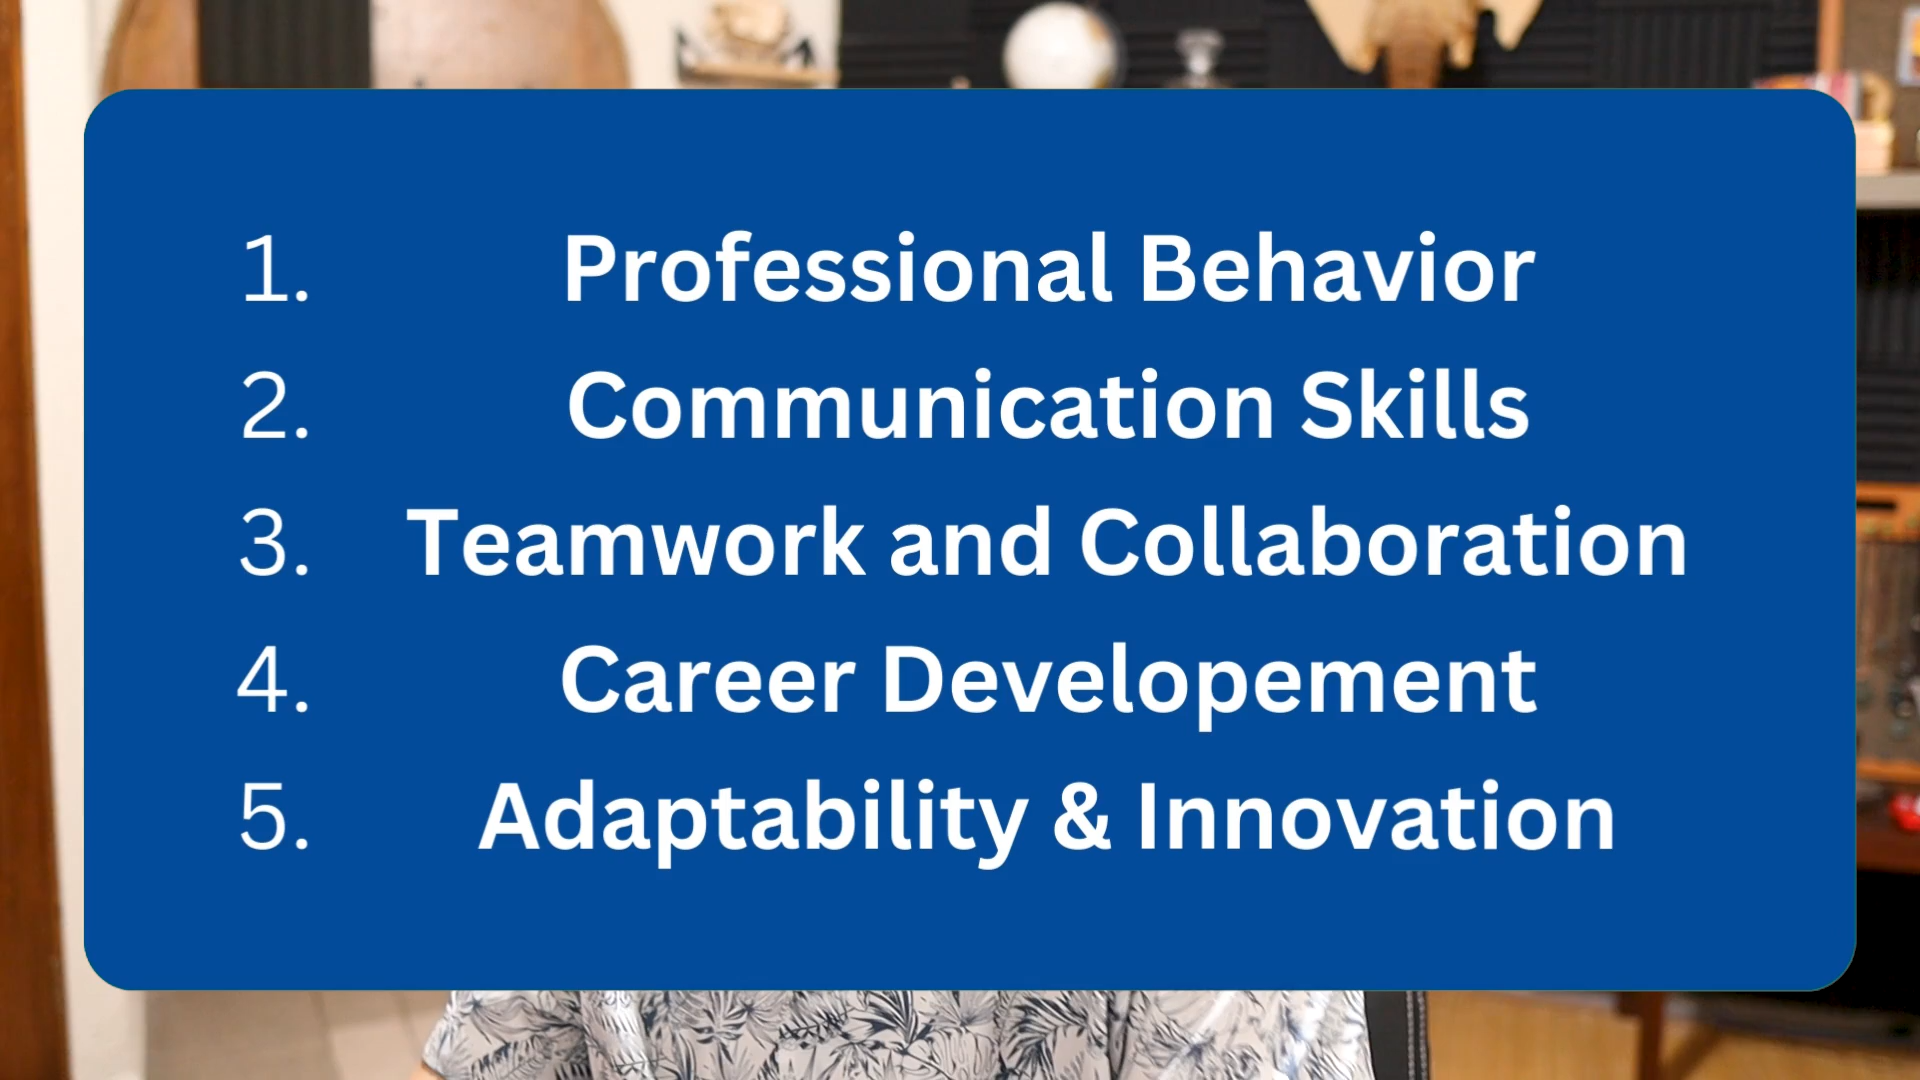 1. Professional Behavior
2. Communication Skills
3. Teamwork and Collaboration
4. Career Developement
5. Adaptability & Innovation